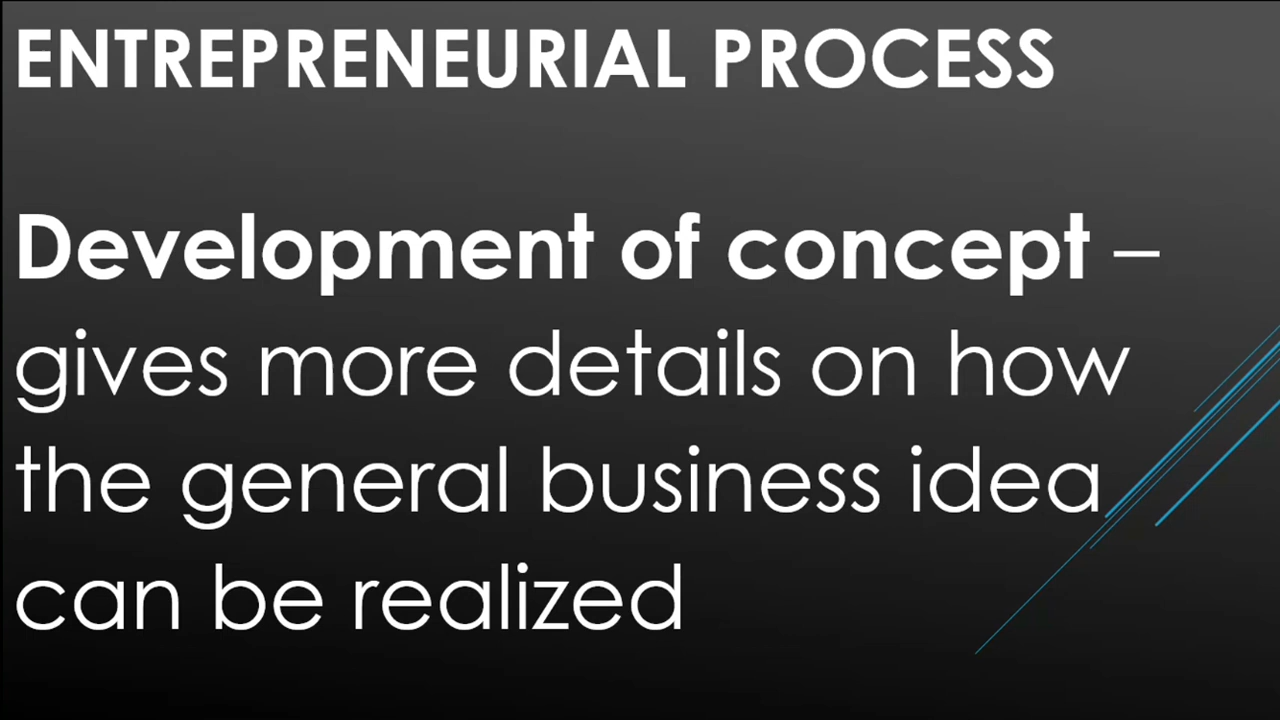 ENTREPRENEURIAL PROCESS
Development of concept –
gives more details on how
the general business idea
can be realized